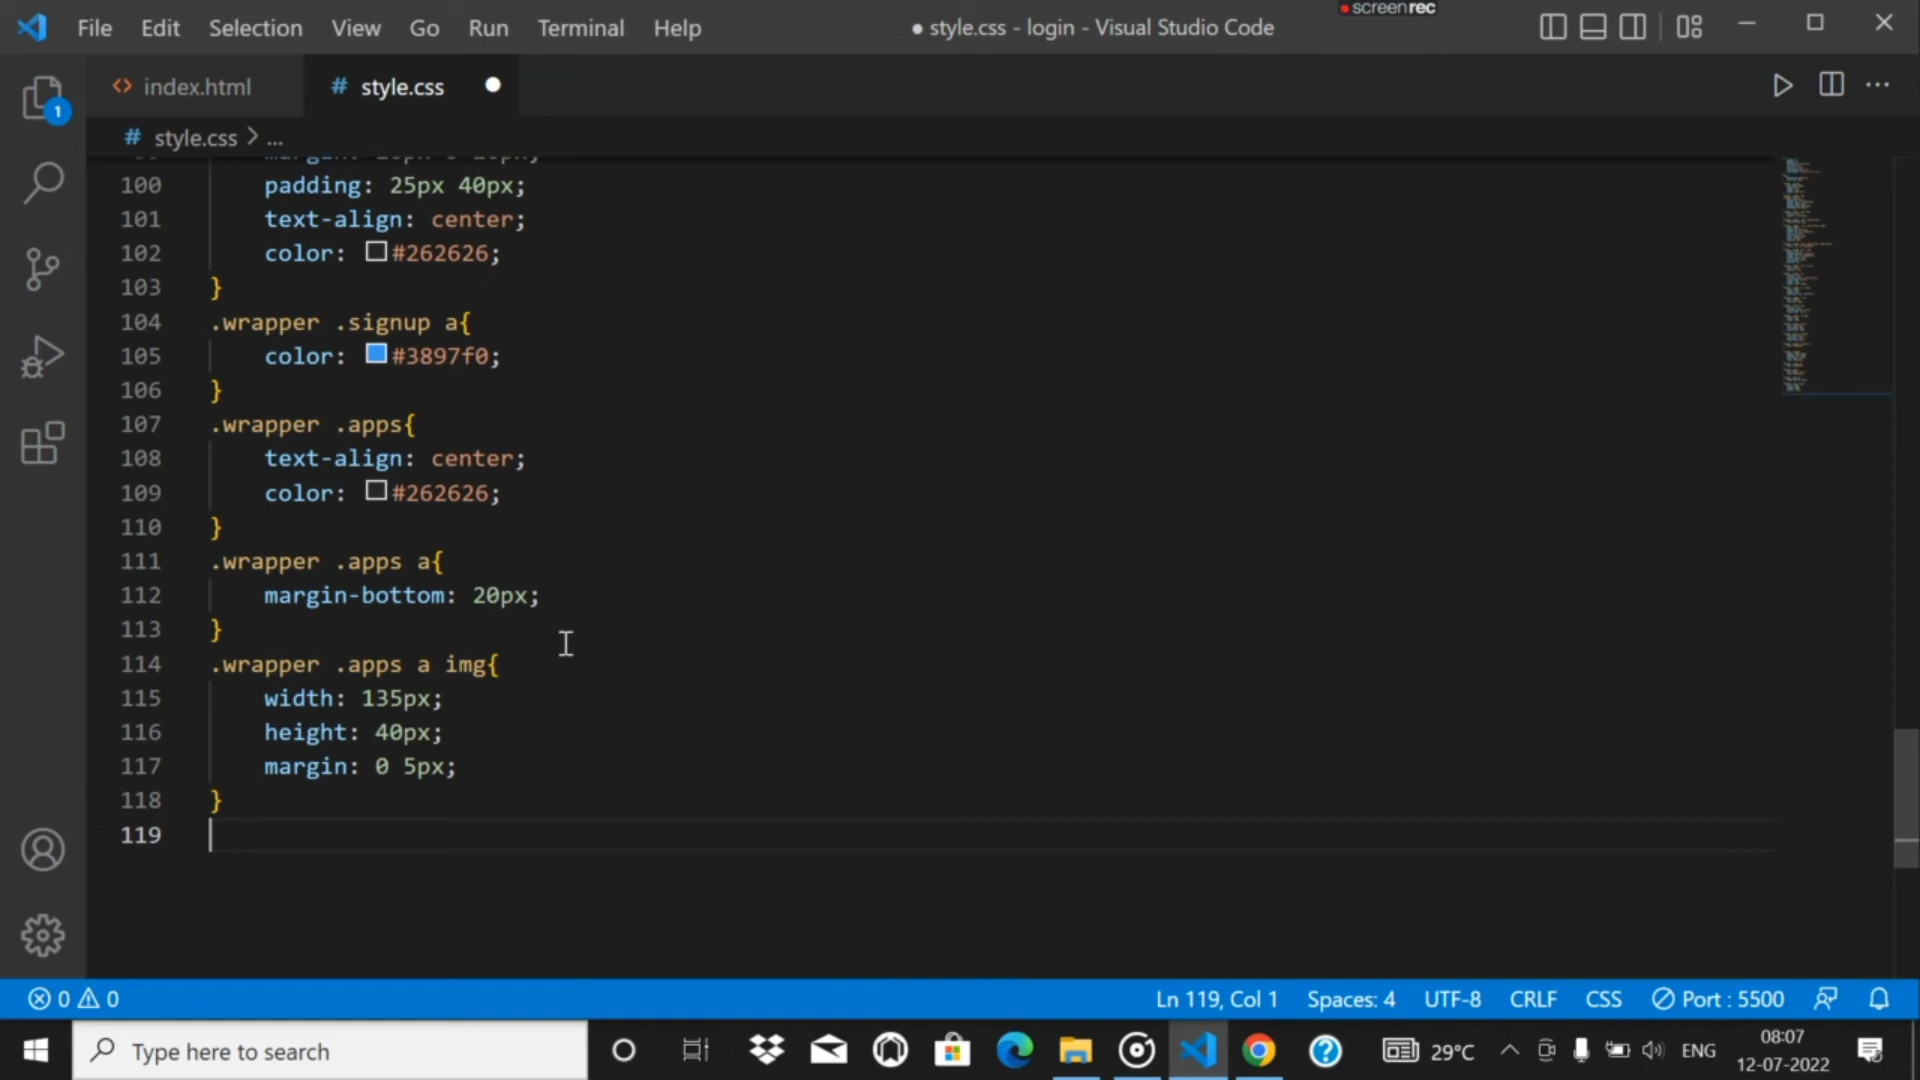 screenrec
File Edit Selection View Go Run Terminal Help
● style.css - login - Visual Studio Code
1
<> index.html
# style.css
# style.css > ...
100 padding: 25px 40px;
101 text-align: center;
102 color: #262626;
103 }
104 .wrapper .signup a{
105 color: #3897f0;
106 }
107 .wrapper .apps{
108 text-align: center;
109 color: #262626;
110 }
111 .wrapper .apps a{
112 margin-bottom: 20px;
113 }
114 .wrapper .apps a img{
115 width: 135px;
116 height: 40px;
117 margin: 0 5px;
118 }
119
0 0
Ln 119, Col 1 Spaces: 4 UTF-8 CRLF CSS Port : 5500
Type here to search
29°C
ENG
08:07
12-07-2022